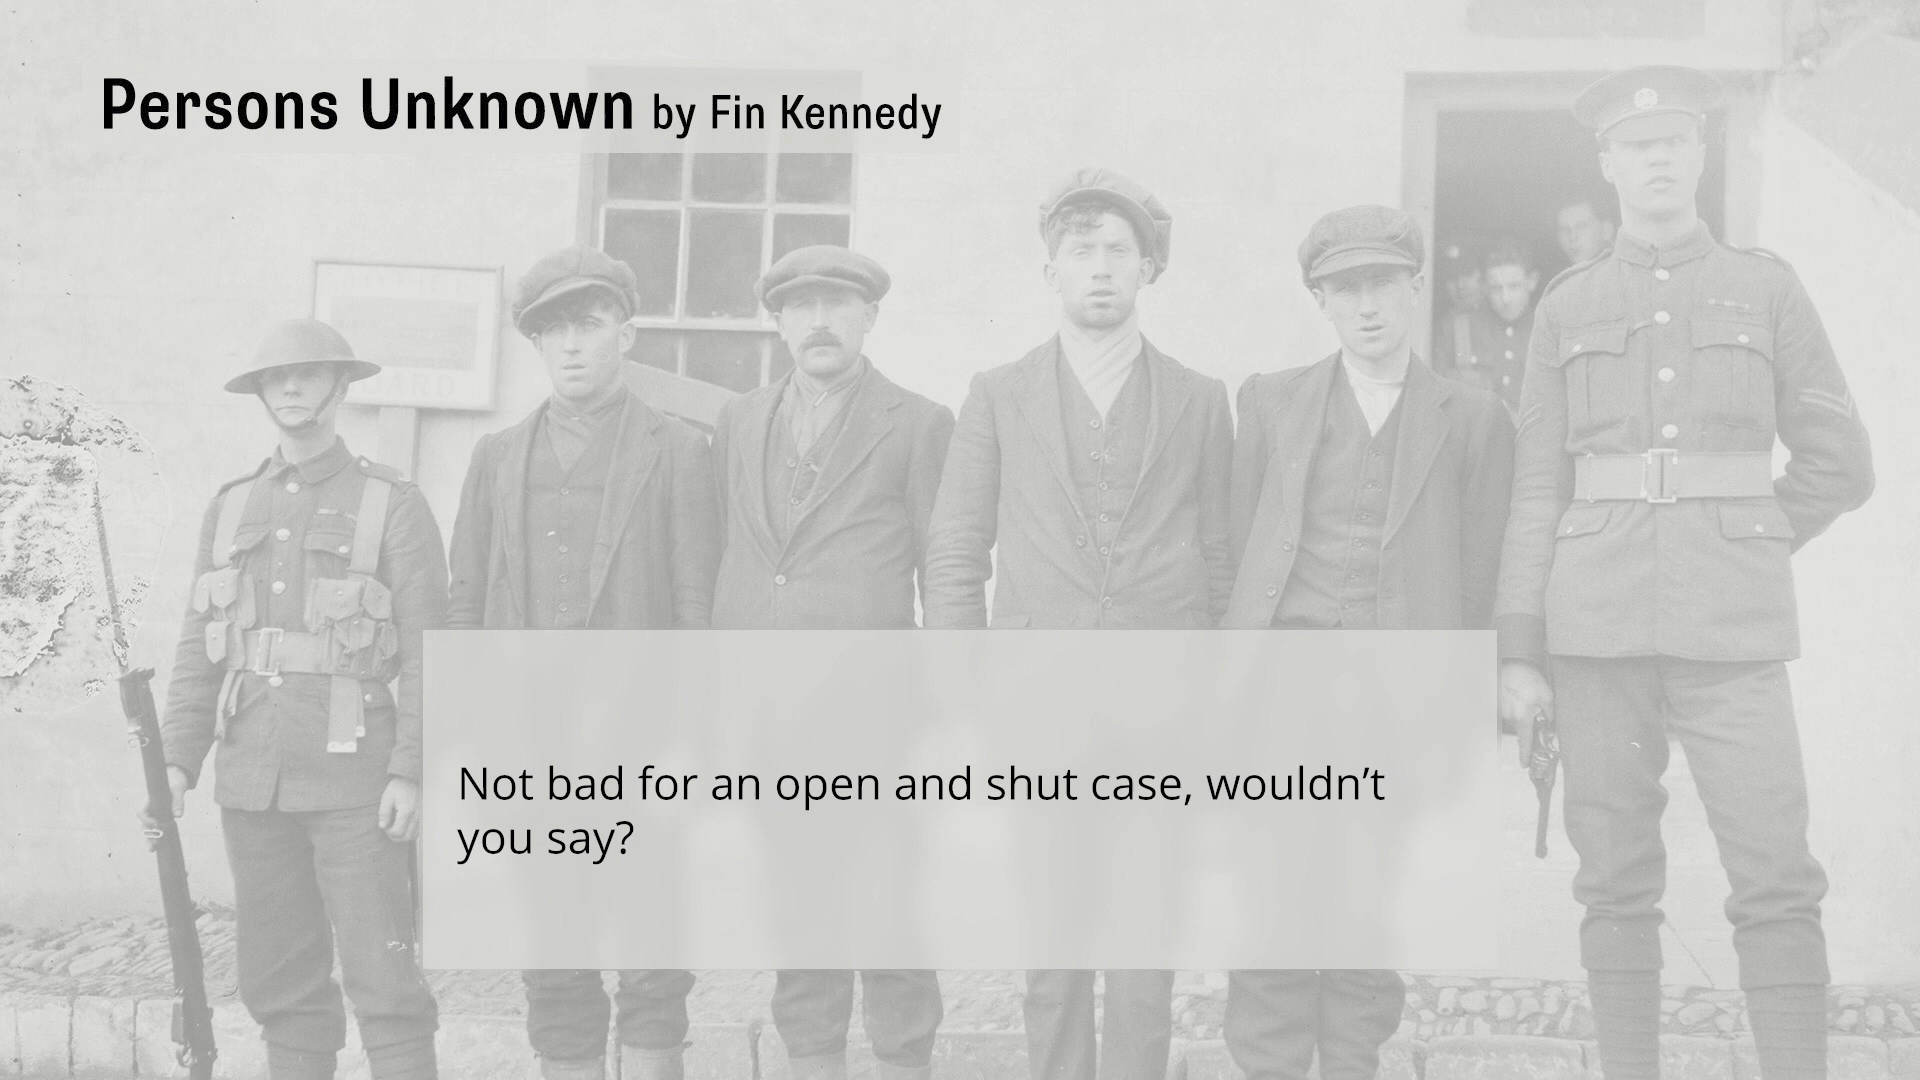 Persons Unknown by Fin Kennedy
Not bad for an open and shut case, wouldn’t
you say?